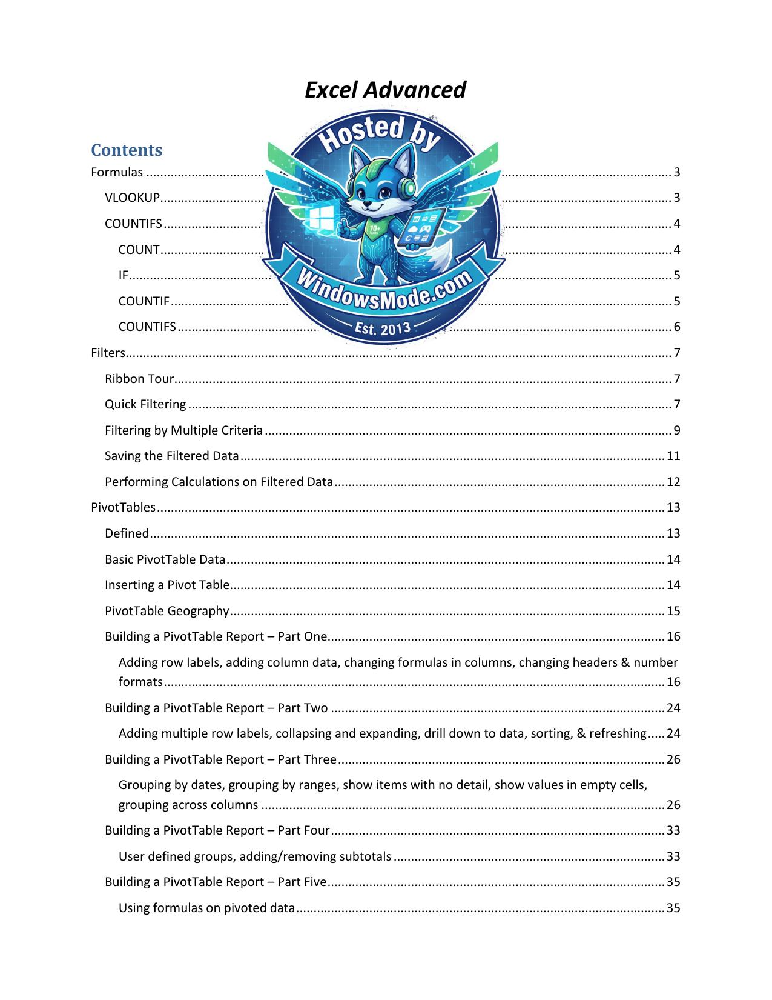 Excel Advanced
Hosted by
10+
YEARS
WindowsMode.com
Est. 2013
Contents
Formulas ........ 3
VLOOKUP........ 3
COUNTIFS........ 4
COUNT........ 4
IF........ 5
COUNTIF........ 5
COUNTIFS........ 6
Filters........ 7
Ribbon Tour........ 7
Quick Filtering ........ 7
Filtering by Multiple Criteria ........ 9
Saving the Filtered Data........ 11
Performing Calculations on Filtered Data........ 12
PivotTables........ 13
Defined........ 13
Basic PivotTable Data........ 14
Inserting a Pivot Table........ 14
PivotTable Geography........ 15
Building a PivotTable Report – Part One........ 16
Adding row labels, adding column data, changing formulas in columns, changing headers & number
formats........ 16
Building a PivotTable Report – Part Two ........ 24
Adding multiple row labels, collapsing and expanding, drill down to data, sorting, & refreshing..... 24
Building a PivotTable Report – Part Three........ 26
Grouping by dates, grouping by ranges, show items with no detail, show values in empty cells,
grouping across columns ........ 26
Building a PivotTable Report – Part Four........ 33
User defined groups, adding/removing subtotals ........ 33
Building a PivotTable Report – Part Five........ 35
Using formulas on pivoted data........ 35